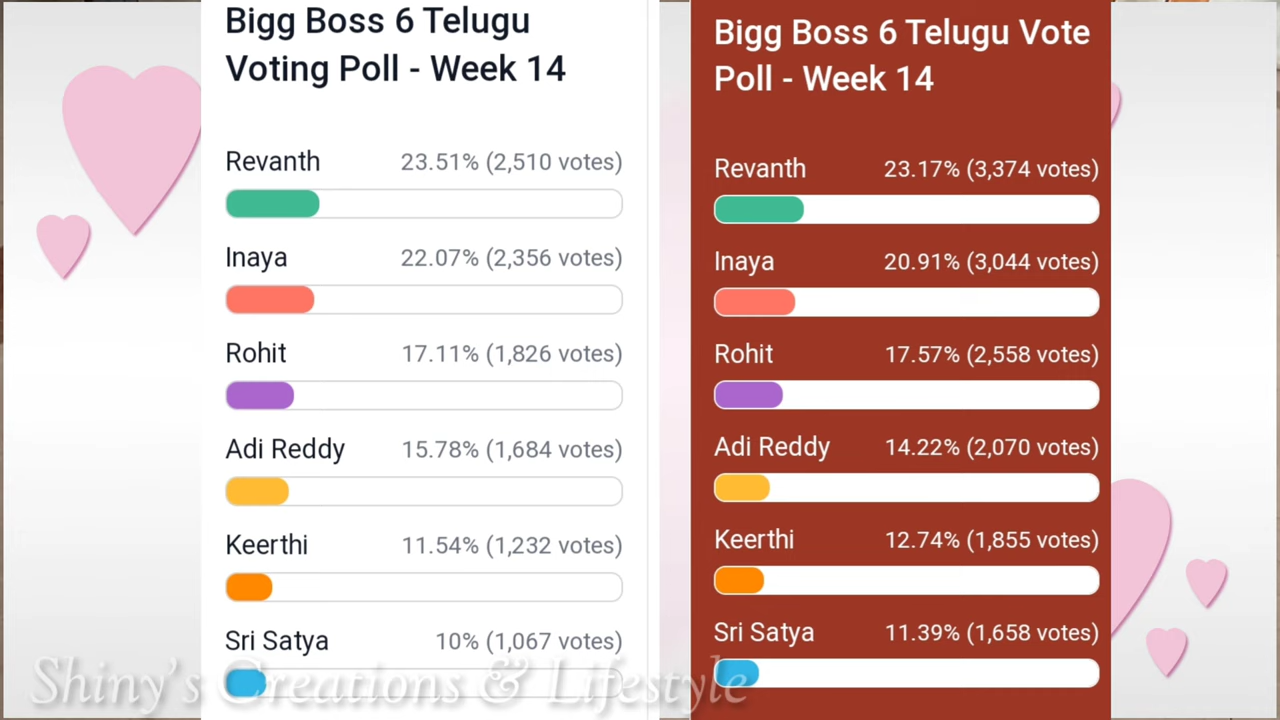 Bigg Boss 6 Telugu
Voting Poll - Week 14
Revanth 23.51% (2,510 votes)
Inaya 22.07% (2,356 votes)
Rohit 17.11% (1,826 votes)
Adi Reddy 15.78% (1,684 votes)
Keerthi 11.54% (1,232 votes)
Sri Satya 10% (1,067 votes)
Bigg Boss 6 Telugu Vote
Poll - Week 14
Revanth 23.17% (3,374 votes)
Inaya 20.91% (3,044 votes)
Rohit 17.57% (2,558 votes)
Adi Reddy 14.22% (2,070 votes)
Keerthi 12.74% (1,855 votes)
Sri Satya 11.39% (1,658 votes)
Shiny's Creations & Lifestyle